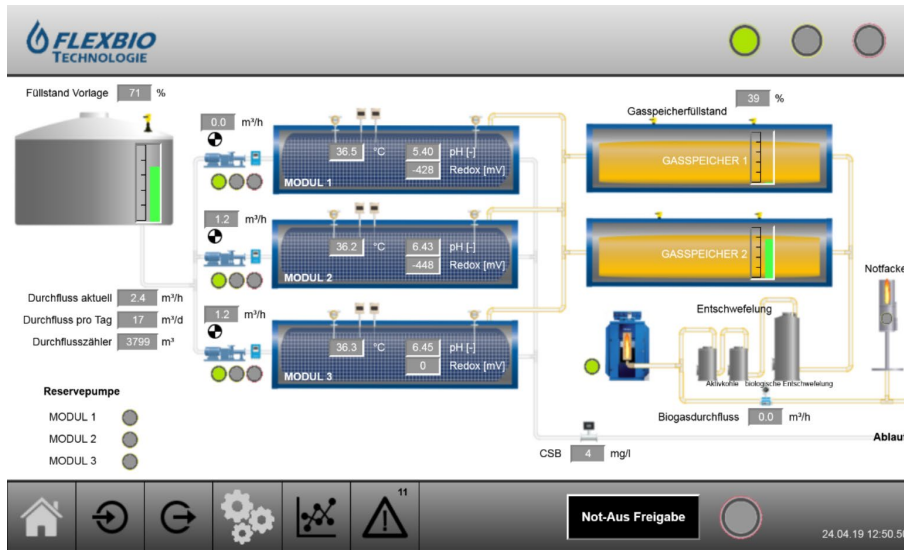 FLEXBIO
TECHNOLOGIE
Füllstand Vorlage 71 %
39 %
Gasspeicherfüllstand
0.0 m³/h
36.5 °C 5.40 pH [-]
-428 Redox [mV]
MODUL 1
GASSPEICHER 1
1.2 m³/h
36.2 °C 6.43 pH [-]
-448 Redox [mV]
MODUL 2
GASSPEICHER 2
Notfacke
Durchfluss aktuell 2.4 m³/h
Durchfluss pro Tag 17 m³/d
Durchflusszähler 3799 m³
1.2 m³/h
36.3 °C 6.45 pH [-]
0 Redox [mV]
MODUL 3
Entschwefelung
Aktivkohle biologische Entschwefelung
Biogasdurchfluss 0.0 m³/h
Reservepumpe
MODUL 1
MODUL 2
MODUL 3
Ablauf
CSB 4 mg/l
11
Not-Aus Freigabe
24.04.19 12:50.50